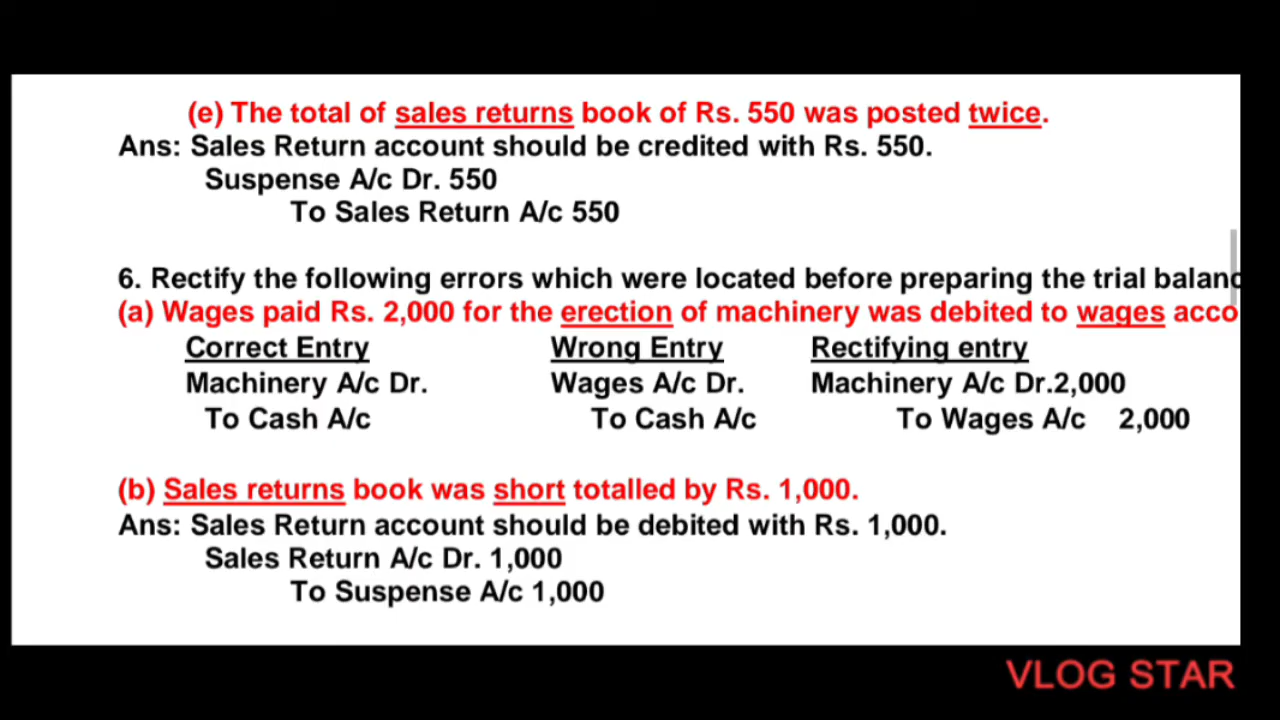 (e) The total of sales returns book of Rs. 550 was posted twice.
Ans: Sales Return account should be credited with Rs. 550.
Suspense A/c Dr. 550
To Sales Return A/c 550
6. Rectify the following errors which were located before preparing the trial balanc
(a) Wages paid Rs. 2,000 for the erection of machinery was debited to wages acco
Correct Entry Wrong Entry Rectifying entry
Machinery A/c Dr. Wages A/c Dr. Machinery A/c Dr.2,000
To Cash A/c To Cash A/c To Wages A/c 2,000
(b) Sales returns book was short totalled by Rs. 1,000.
Ans: Sales Return account should be debited with Rs. 1,000.
Sales Return A/c Dr. 1,000
To Suspense A/c 1,000
VLOG STAR